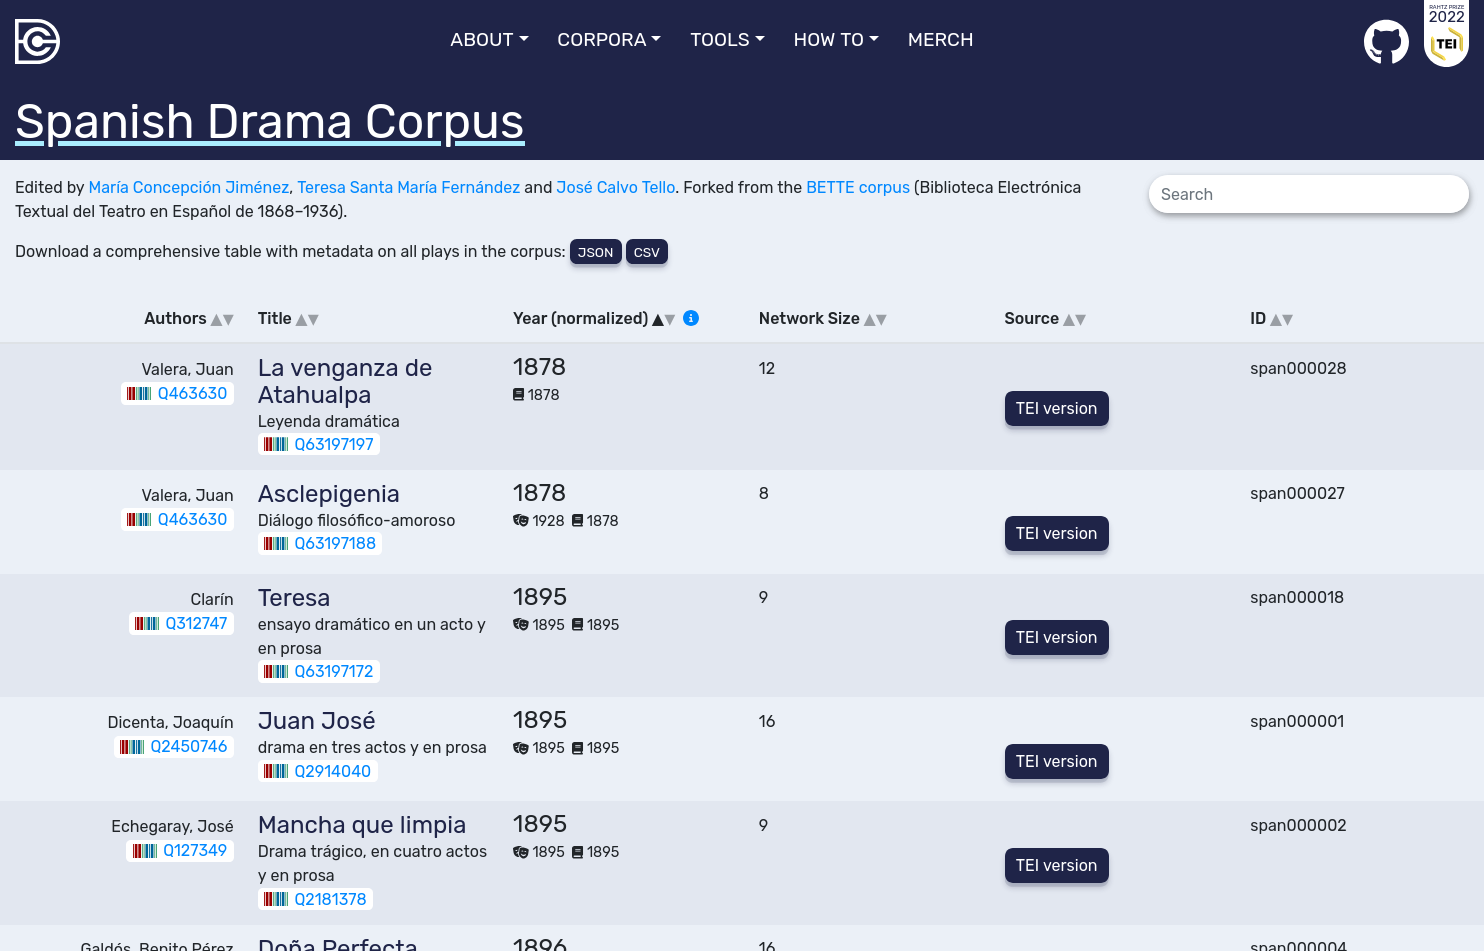 ABOUT CORPORA TOOLS HOW TO MERCH
RAHTZ PRIZE
2022
TEI
Spanish Drama Corpus
Edited by María Concepción Jiménez, Teresa Santa María Fernández and José Calvo Tello. Forked from the BETTE corpus (Biblioteca Electrónica
Textual del Teatro en Español de 1868–1936).
Search
Download a comprehensive table with metadata on all plays in the corpus: JSON CSV
Authors Title Year (normalized) Network Size Source ID
Valera, Juan
Q463630
La venganza de
Atahualpa
Leyenda dramática
Q63197197
1878
1878
12
TEI version
span000028
Valera, Juan
Q463630
Asclepigenia
Diálogo filosófico-amoroso
Q63197188
1878
1928 1878
8
TEI version
span000027
Clarín
Q312747
Teresa
ensayo dramático en un acto y
en prosa
Q63197172
1895
1895 1895
9
TEI version
span000018
Dicenta, Joaquín
Q2450746
Juan José
drama en tres actos y en prosa
Q2914040
1895
1895 1895
16
TEI version
span000001
Echegaray, José
Q127349
Mancha que limpia
Drama trágico, en cuatro actos
y en prosa
Q2181378
1895
1895 1895
9
TEI version
span000002
Galdós, Benito Pérez
Doña Perfecta
1896
16
span000004